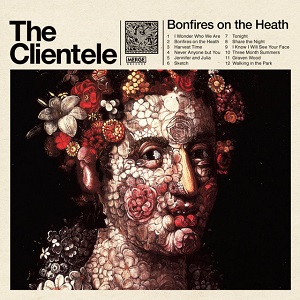 The
Clientele
MERGE
RECORDS
Bonfires on the Heath
1 I Wonder Who We Are
2 Bonfires on the Heath
3 Harvest Time
4 Never Anyone but You
5 Jennifer and Julia
6 Sketch
7 Tonight
8 Share the Night
9 I Know I Will See Your Face
10 Three Month Summers
11 Graven Wood
12 Walking in the Park